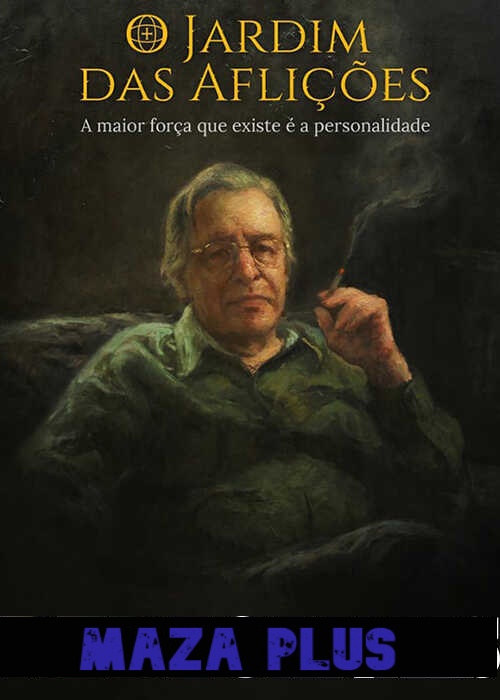 O Jardim
das Aflições
A maior força que existe é a personalidade
MAZA PLUS